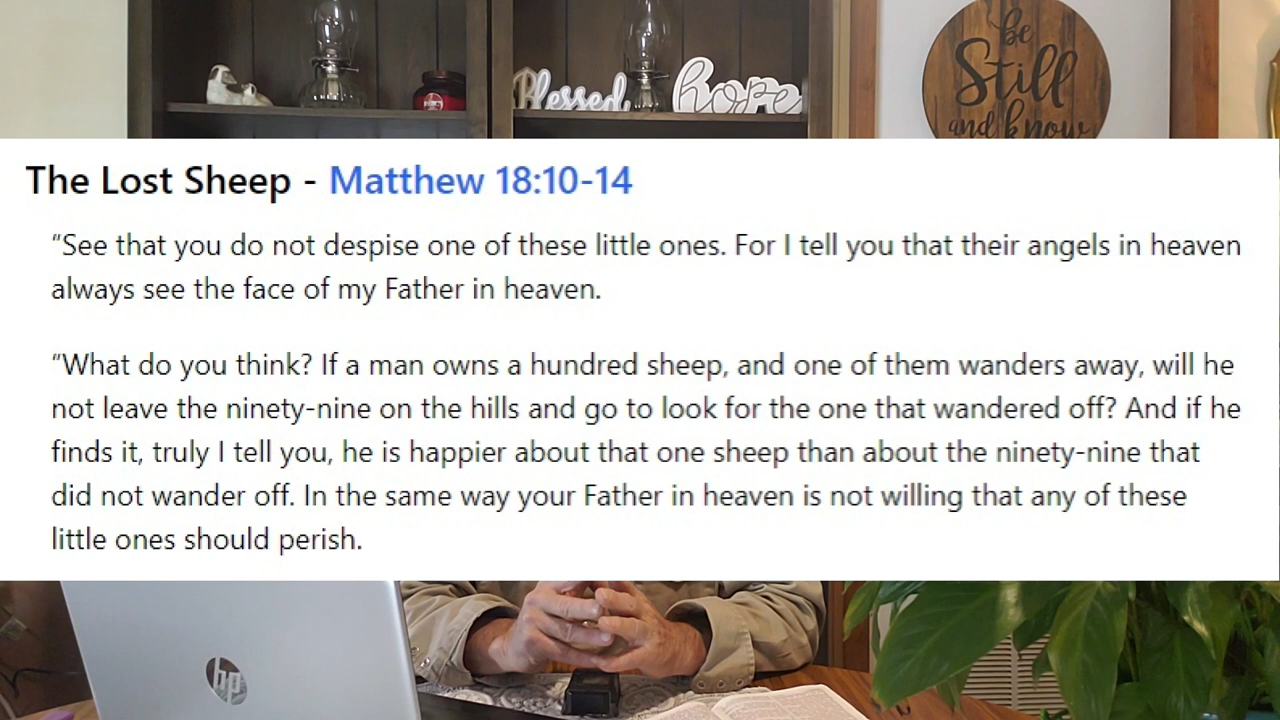 Blessed
hope
be
Still
and know
The Lost Sheep - Matthew 18:10-14
“See that you do not despise one of these little ones. For I tell you that their angels in heaven
always see the face of my Father in heaven.
“What do you think? If a man owns a hundred sheep, and one of them wanders away, will he
not leave the ninety-nine on the hills and go to look for the one that wandered off? And if he
finds it, truly I tell you, he is happier about that one sheep than about the ninety-nine that
did not wander off. In the same way your Father in heaven is not willing that any of these
little ones should perish.
hp